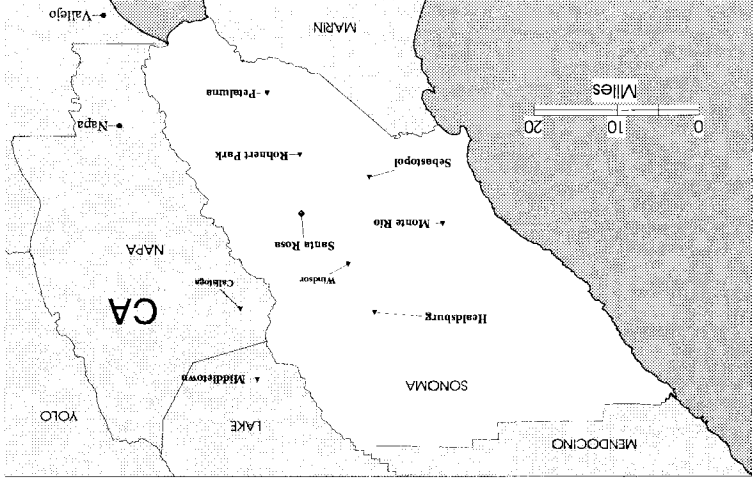 MENDOCINO
LAKE
YOLO
SONOMA
Middletown
Healdsburg
Calistoga
CA
Windsor
NAPA
Monte Rio
Santa Rosa
Sebastopol
Rohnert Park
Napa
Petaluma
0 10 20
Miles
MARIN
Vallejo